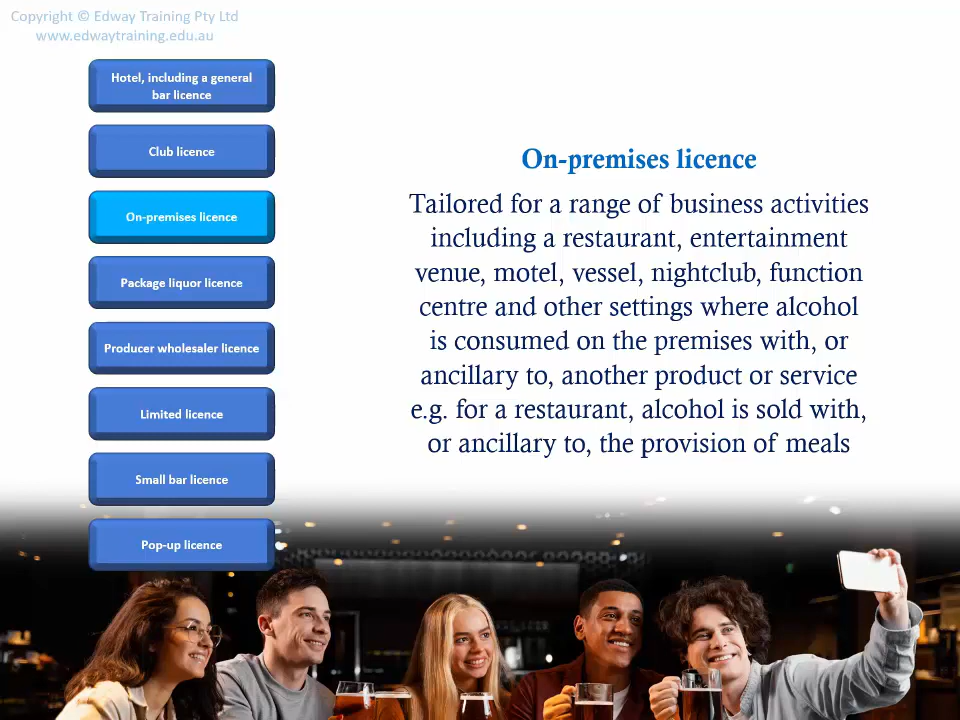 Copyright © Edway Training Pty Ltd
www.edwaytraining.edu.au
Hotel, including a general
bar licence
Club licence
On-premises licence
Package liquor licence
Producer wholesaler licence
Limited licence
Small bar licence
Pop-up licence
On-premises licence
Tailored for a range of business activities
including a restaurant, entertainment
venue, motel, vessel, nightclub, function
centre and other settings where alcohol
is consumed on the premises with, or
ancillary to, another product or service
e.g. for a restaurant, alcohol is sold with,
or ancillary to, the provision of meals